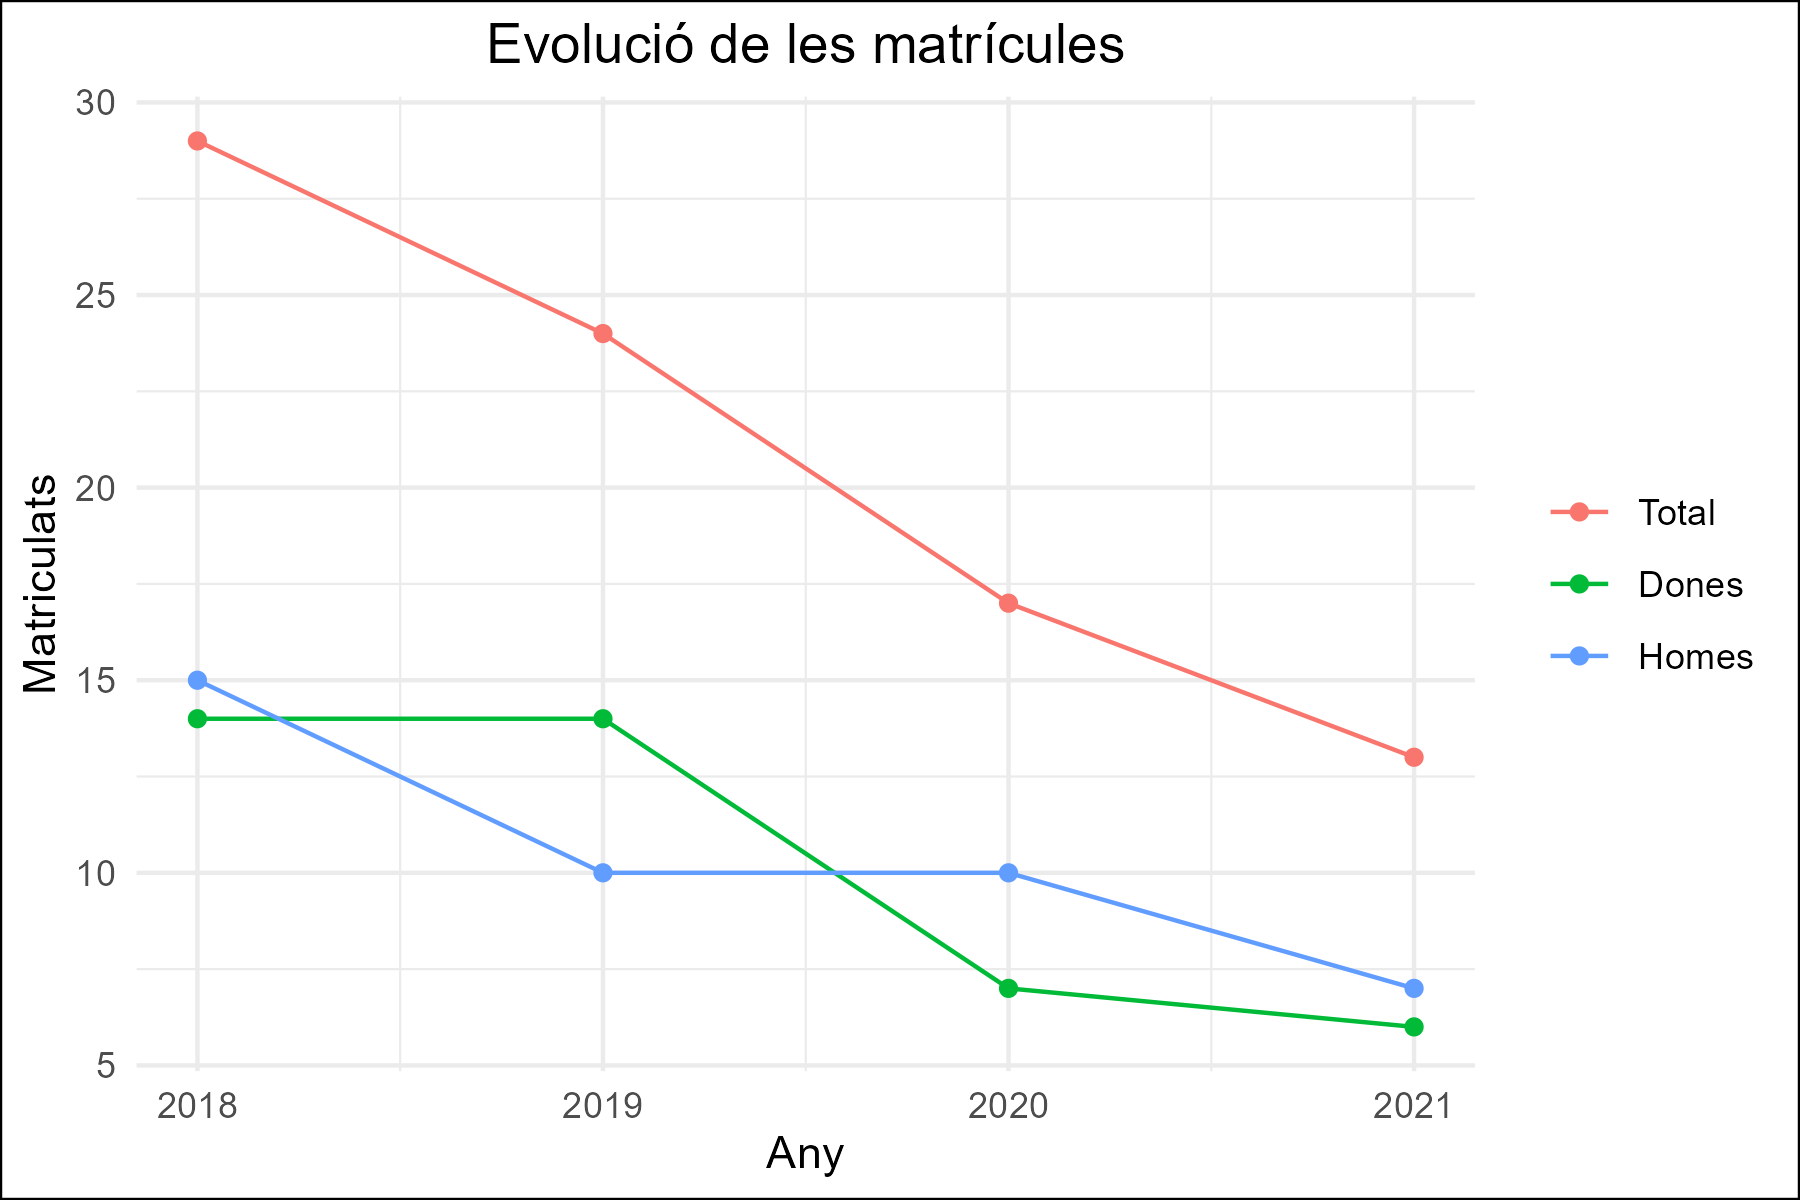 Evolució de les matrícules
30
25
20
15
10
5
Matriculats
2018 2019 2020 2021
Any
Total
Dones
Homes